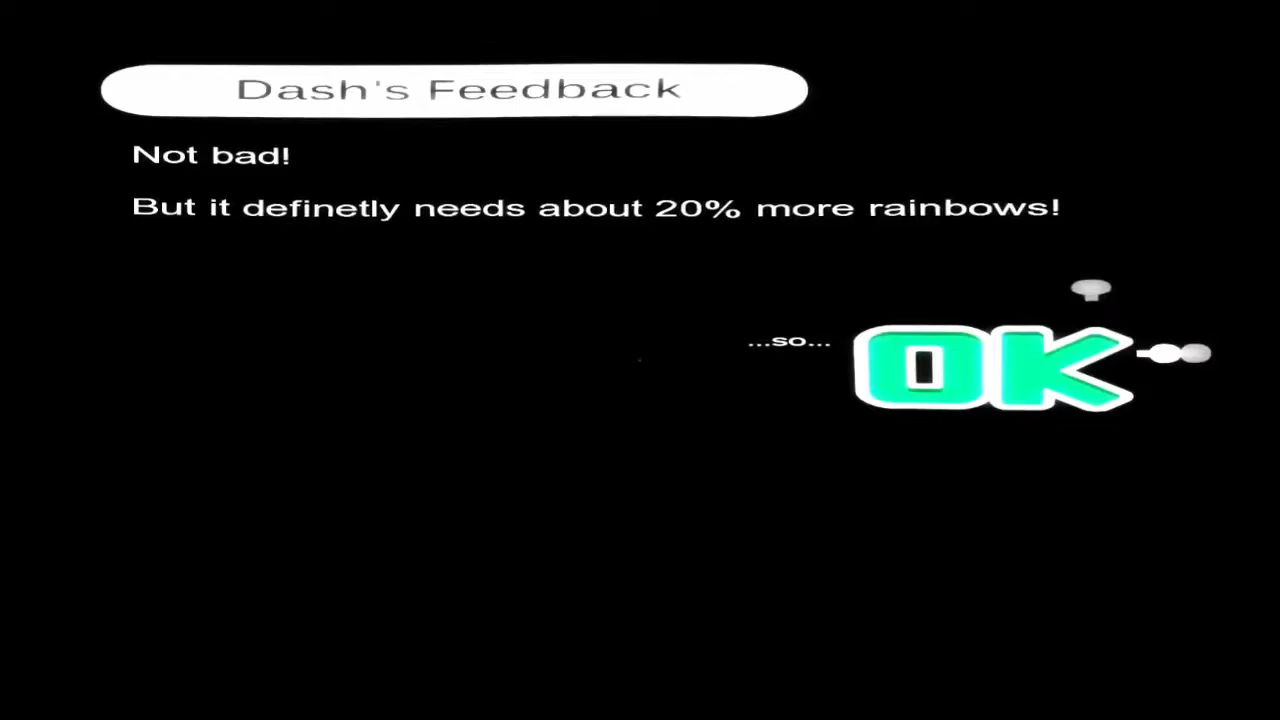 Dash's Feedback
Not bad!
But it definetly needs about 20% more rainbows!
...so...
OK